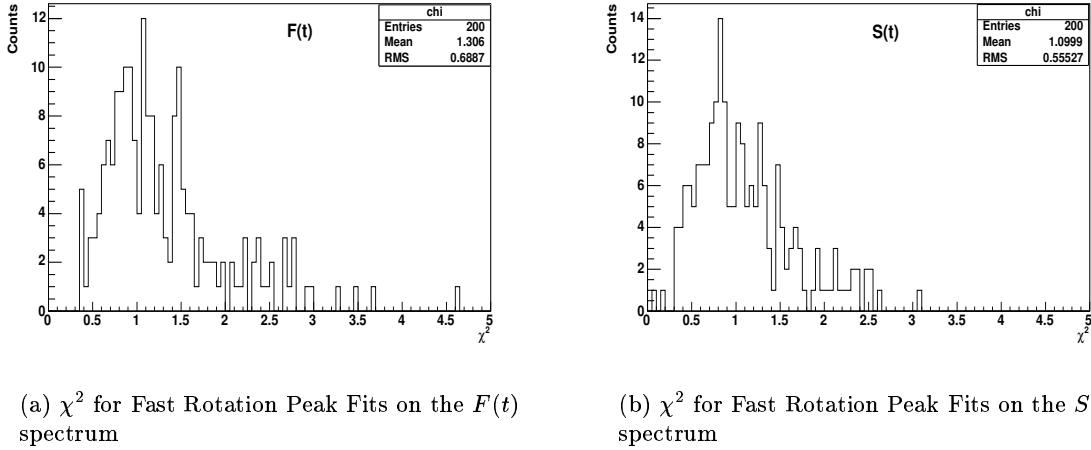 Counts
12
10
8
6
4
2
0
F(t)
chi
Entries 200
Mean 1.306
RMS 0.6887
0 0.5 1 1.5 2 2.5 3 3.5 4 4.5 5
χ²
(a) χ² for Fast Rotation Peak Fits on the F(t)
spectrum
Counts
14
12
10
8
6
4
2
0
S(t)
chi
Entries 200
Mean 1.0999
RMS 0.55527
0 0.5 1 1.5 2 2.5 3 3.5 4 4.5 5
χ²
(b) χ² for Fast Rotation Peak Fits on the S
spectrum